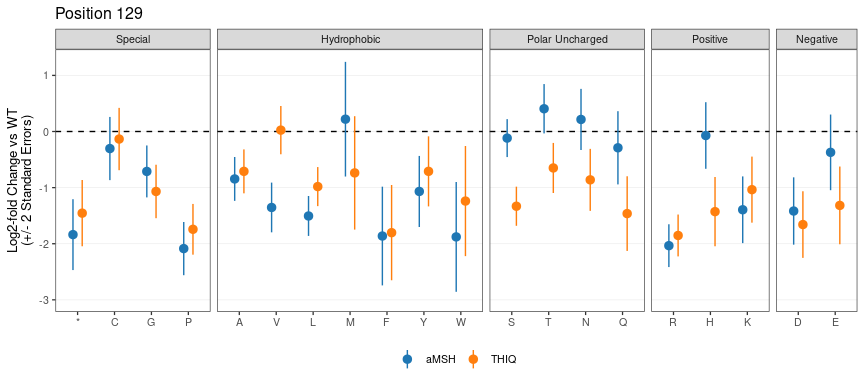 Position 129
Special
Hydrophobic
Polar Uncharged
Positive
Negative
Log2-fold Change vs WT
(+/- 2 Standard Errors)
1
0
-1
-2
-3
* C G P
A V L M F Y W
S T N Q
R H K
D E
aMSH THIQ